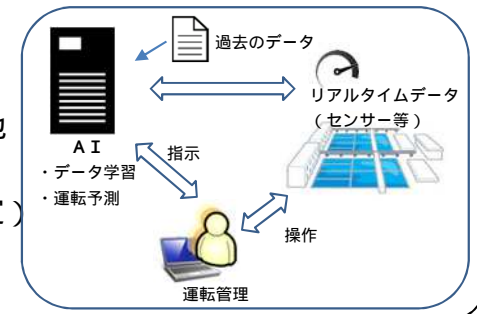 過去のデータ
リアルタイムデータ
(センサー等)
AI
・データ学習
・運転予測
指示
操作
運転管理